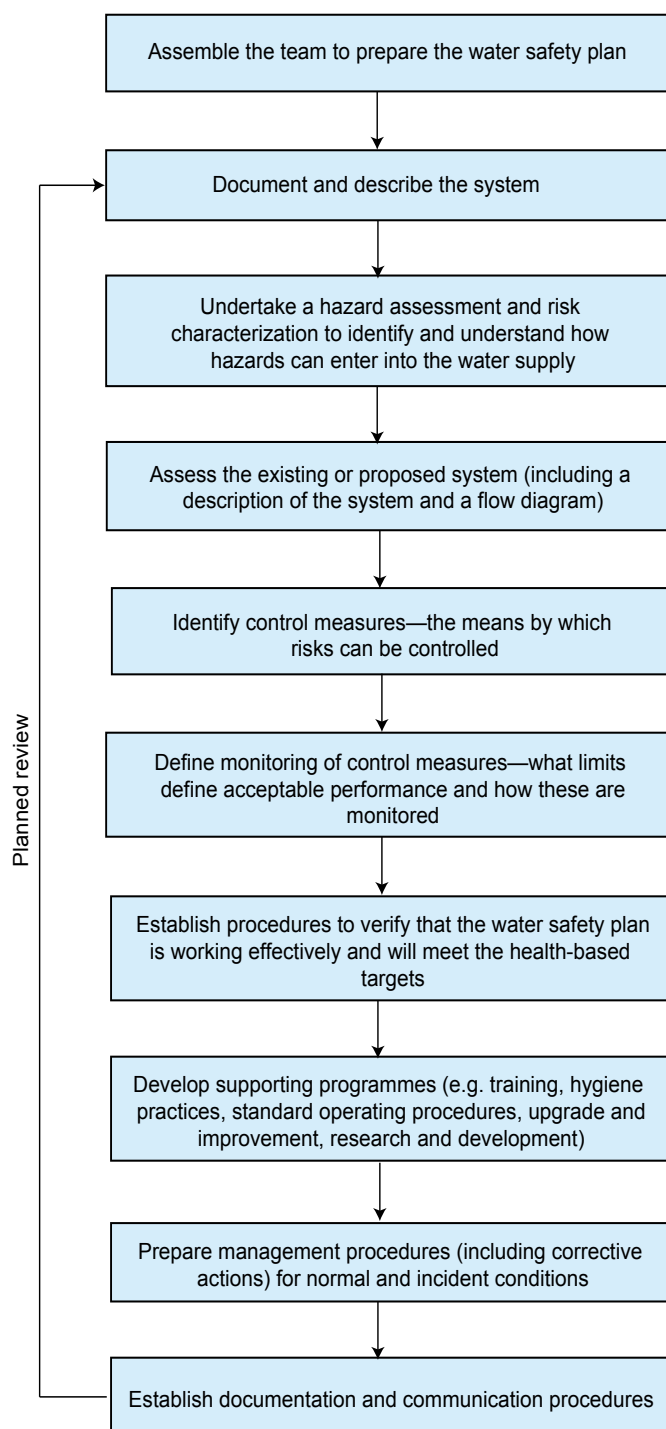 Assemble the team to prepare the water safety plan
Document and describe the system
Undertake a hazard assessment and risk
characterization to identify and understand how
hazards can enter into the water supply
Assess the existing or proposed system (including a
description of the system and a flow diagram)
Identify control measures—the means by which
risks can be controlled
Define monitoring of control measures—what limits
define acceptable performance and how these are
monitored
Establish procedures to verify that the water safety plan
is working effectively and will meet the health-based
targets
Develop supporting programmes (e.g. training, hygiene
practices, standard operating procedures, upgrade and
improvement, research and development)
Prepare management procedures (including corrective
actions) for normal and incident conditions
Establish documentation and communication procedures
Planned review